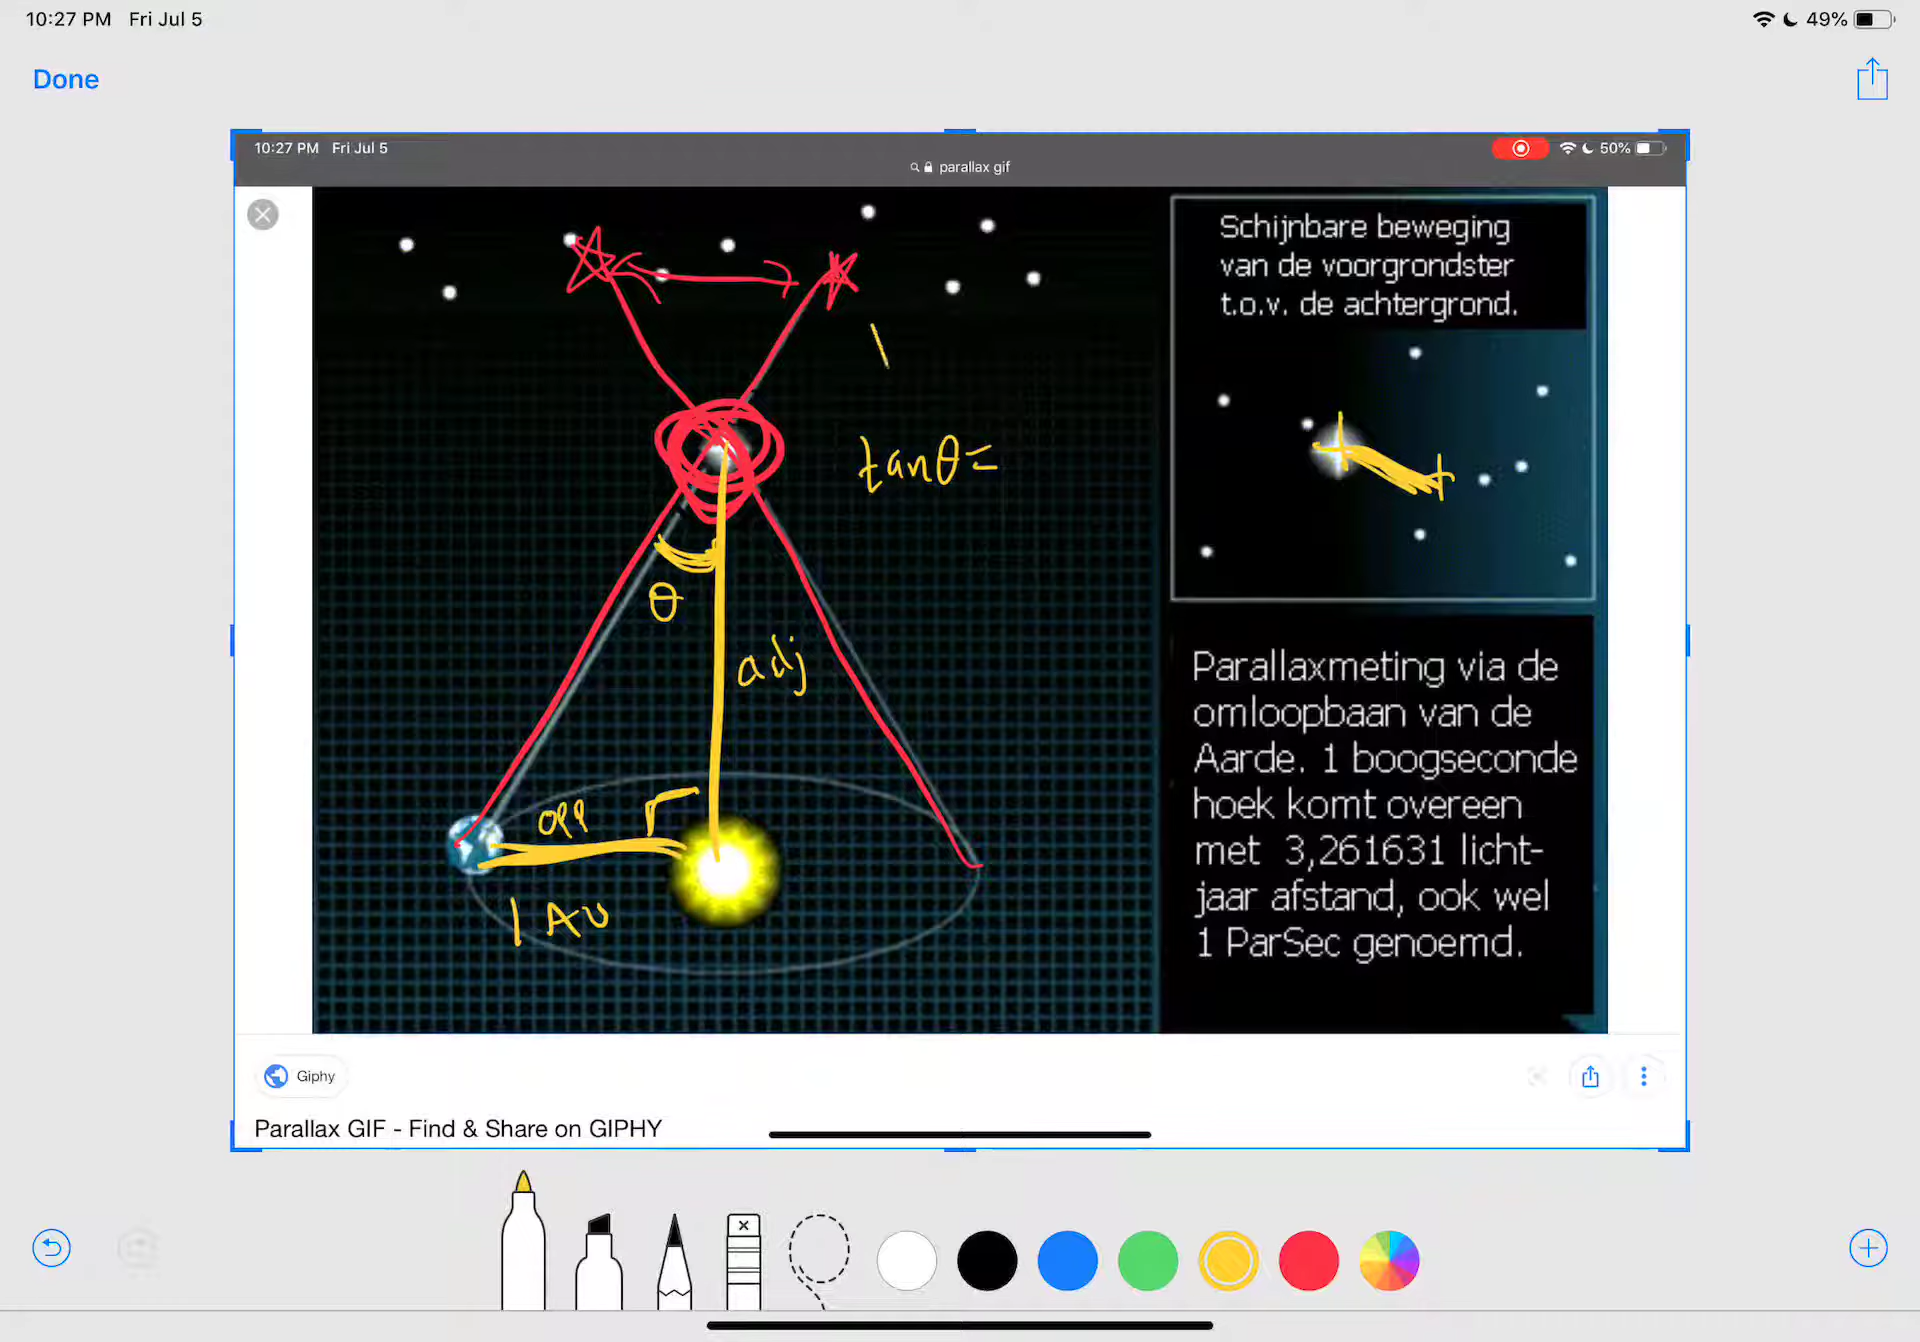 10:27 PM Fri Jul 5
49%
Done
10:27 PM Fri Jul 5
50%
parallax gif
Schijnbare beweging
van de voorgrondster
t.o.v. de achtergrond.
tanθ=
θ
adj
opp
1 AU
Parallaxmeting via de
omloopbaan van de
Aarde. 1 boogseconde
hoek komt overeen
met 3,261631 licht-
jaar afstand, ook wel
1 ParSec genoemd.
Giphy
Parallax GIF - Find & Share on GIPHY